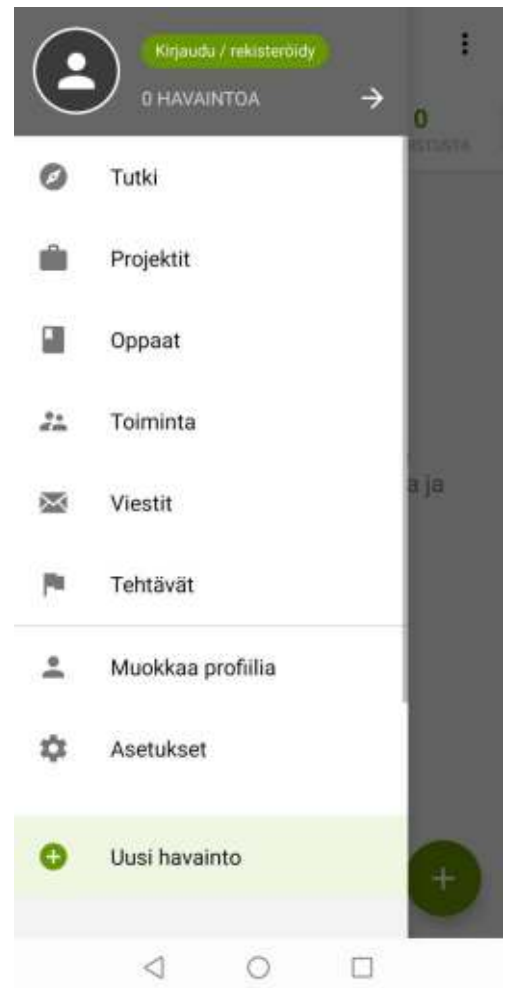 Kirjaudu / rekisteröidy
0 HAVAINTOA
0
Tutki
Projektit
Oppaat
Toiminta
a ja
Viestit
Tehtävät
Muokkaa profiilia
Asetukset
Uusi havainto